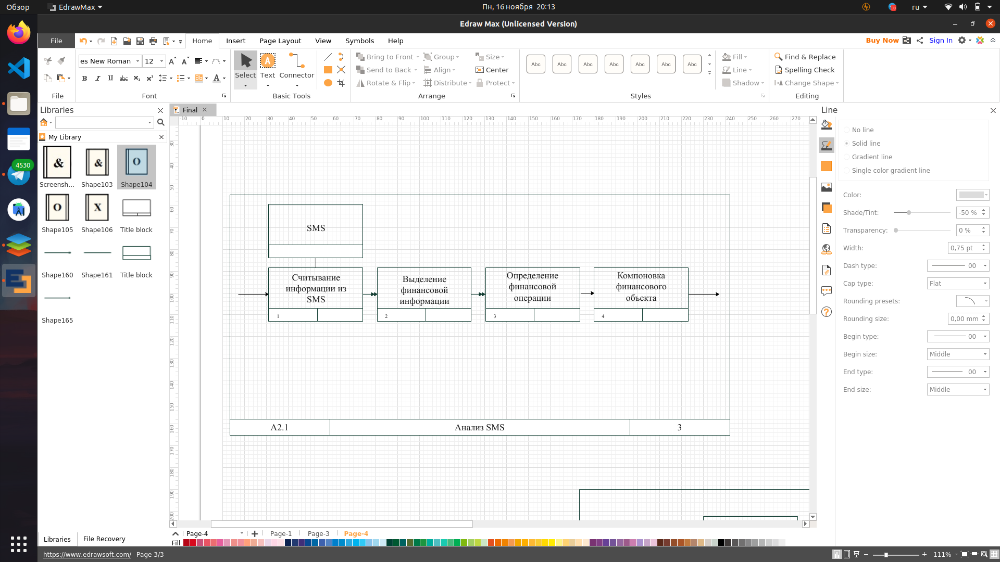 Обзор
EdrawMax
Пн, 16 ноября 20:13
ru
Edraw Max (Unlicensed Version)
File
Home
Insert
Page Layout
View
Symbols
Help
Buy Now
Sign In
es New Roman
12
Select
Text
Connector
Bring to Front
Group
Size
Send to Back
Align
Center
Rotate & Flip
Distribute
Protect
Abc
Abc
Abc
Abc
Abc
Abc
Abc
Fill
Line
Shadow
Find & Replace
Spelling Check
Change Shape
File
Font
Basic Tools
Arrange
Styles
Editing
Libraries
Final
Line
My Library
4530
&
&
O
Screensh...
Shape103
Shape104
O
X
Shape105
Shape106
Title block
Shape160
Shape161
Title block
Shape165
-10 0 10 20 30 40 50 60 70 80 90 100 110 120 130 140 150 160 170 180 190 200 210 220 230 240 250 260 270
30 40 50 60 70 80 90 100 110 120 130 140 150 160 170 180 190 200
SMS
Считывание
информации из
SMS
1
Выделение
финансовой
информации
2
Определение
финансовой
операции
3
Компоновка
финансового
объекта
4
A2.1
Анализ SMS
3
No line
Solid line
Gradient line
Single color gradient line
Color:
Shade/Tint:
-50 %
Transparency:
0 %
Width:
0,75 pt
Dash type:
00
Cap type:
Flat
Rounding presets:
Rounding size:
0,00 mm
Begin type:
00
Begin size:
Middle
End type:
00
End size:
Middle
Libraries
File Recovery
Page-4
Page-1
Page-3
Page-4
Fill
https://www.edrawsoft.com/
Page 3/3
111%